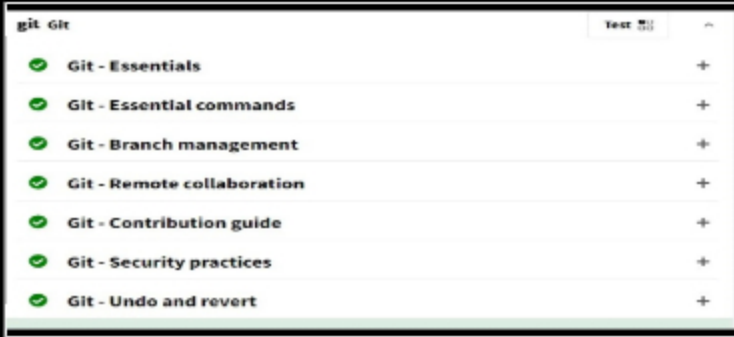 git Git
Test
Git - Essentials
Git - Essential commands
Git - Branch management
Git - Remote collaboration
Git - Contribution guide
Git - Security practices
Git - Undo and revert